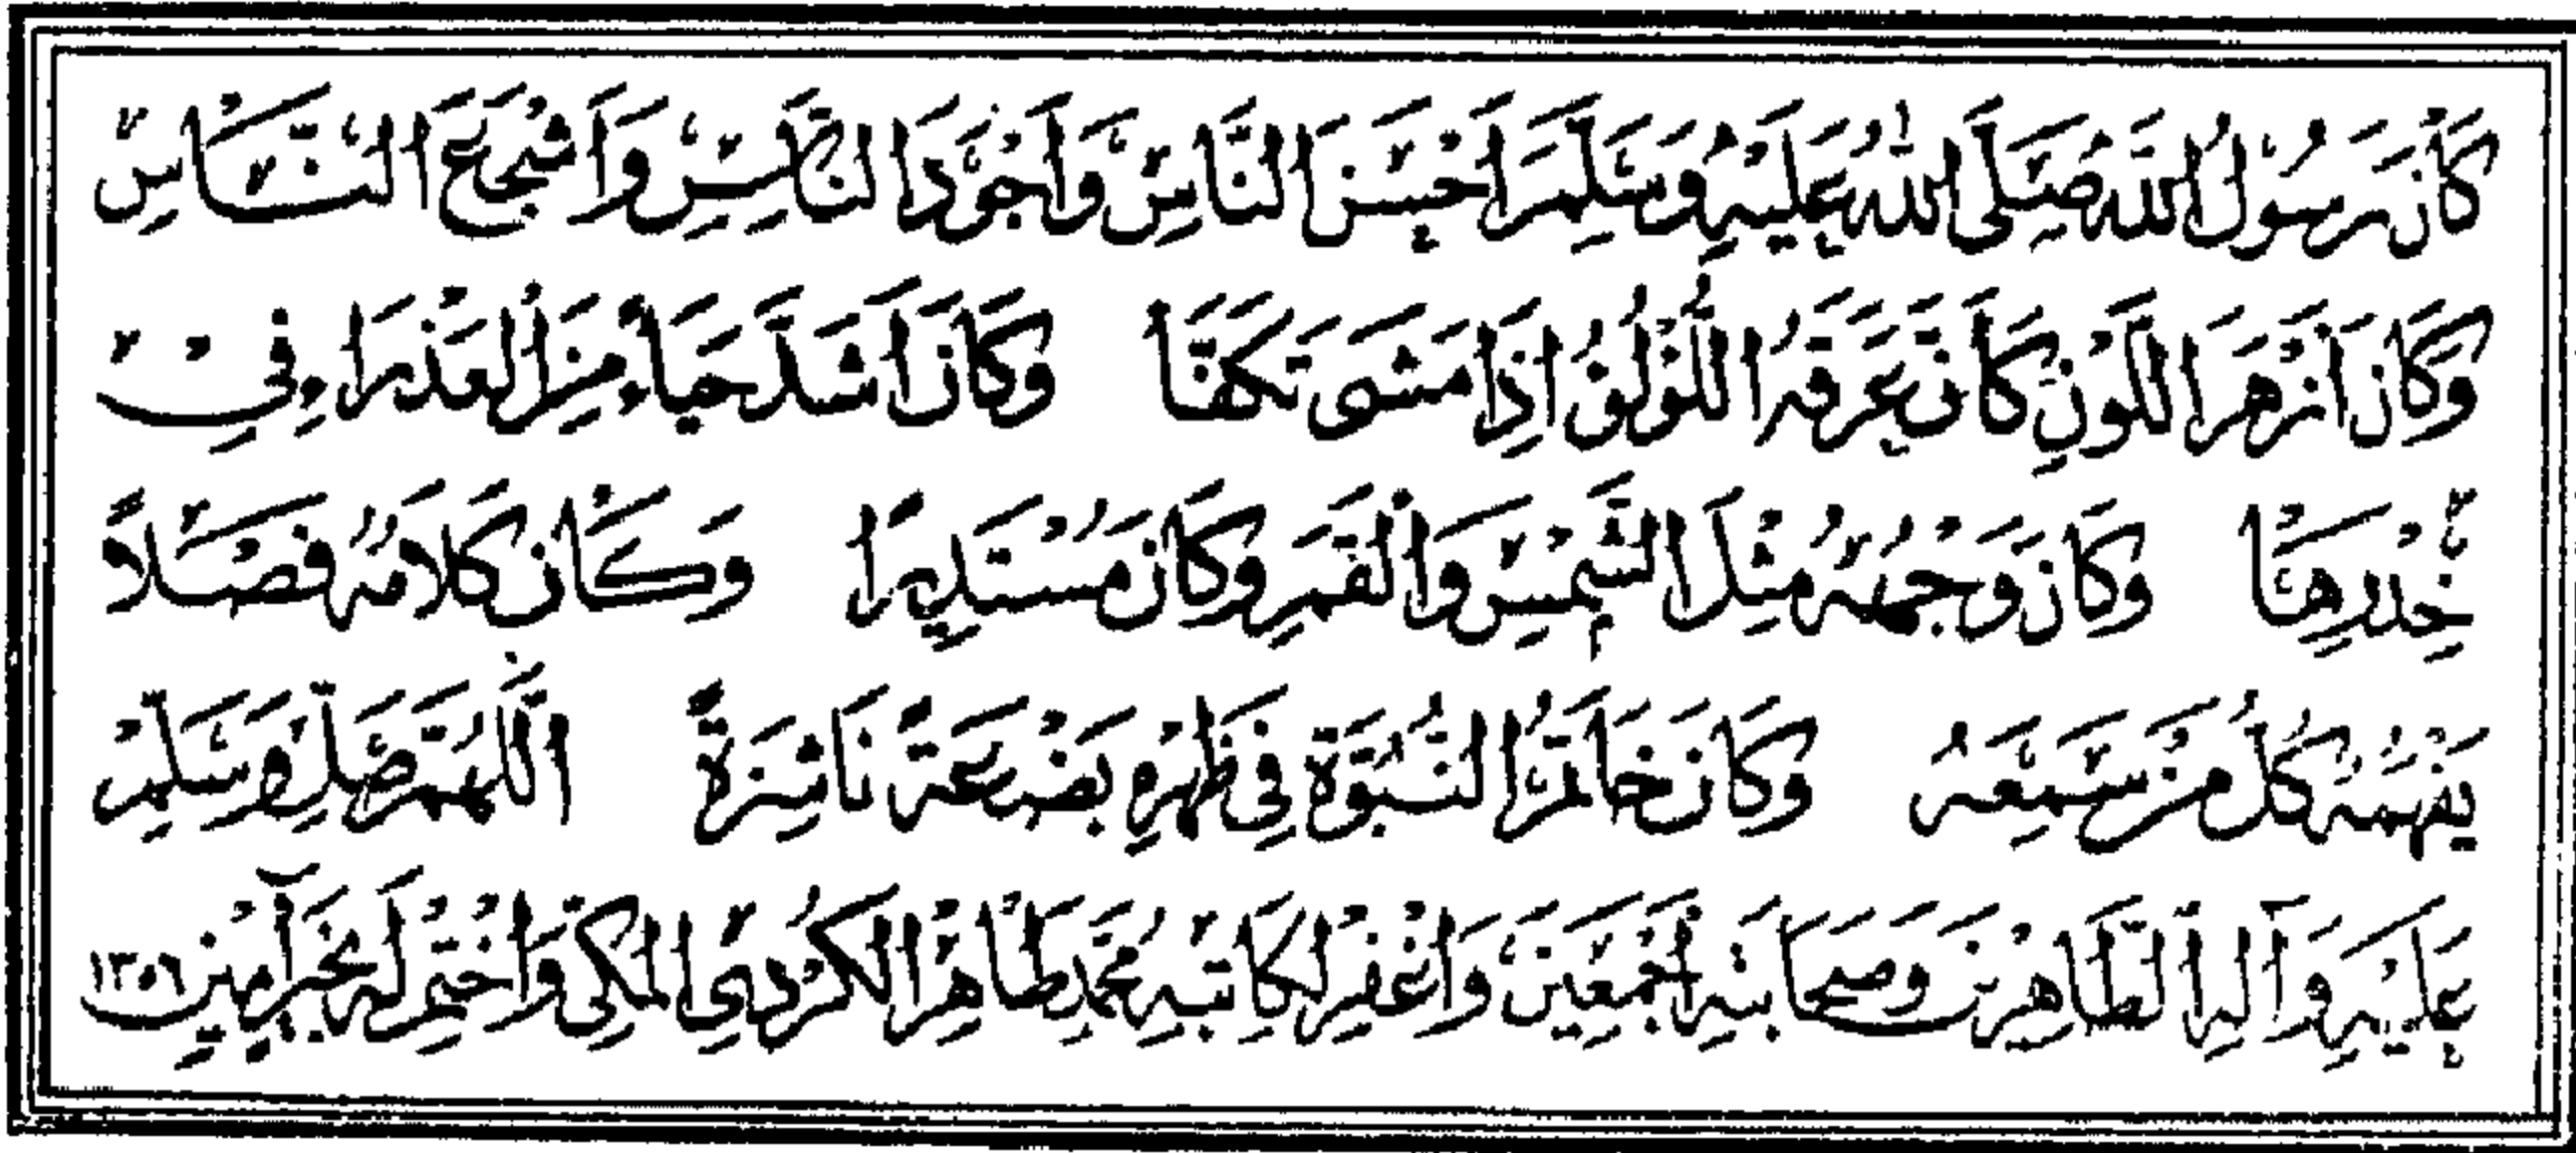 كَانَ رَسُولُ اللهِ صَلَّى اللهُ عَلَيْهِ وَسَلَّمَ أَحْسَنَ النَّاسِ وَأَجْوَدَ النَّاسِ وَأَشْجَعَ النَّاسِ
وَكَانَ أَزْهَرَ اللَّوْنِ كَأَنَّ عَرَقَهُ اللُّؤْلُؤُ إِذَا مَشَى تَكَفَّأَ وَكَانَ أَشَدَّ حَيَاءً مِنَ الْعَذْرَاءِ فِي
خِدْرِهَا وَكَانَ وَجْهُهُ مِثْلَ الشَّمْسِ وَالْقَمَرِ وَكَانَ مُسْتَدِيرًا وَكَانَ كَلَامُهُ فَصْلًا
يَفْهَمُهُ كُلُّ مَنْ سَمِعَهُ وَكَانَ خَاتَمُ النُّبُوَّةِ فِي ظَهْرِهِ بَضْعَةً نَاشِزَةً اَللَّهُمَّ صَلِّ وَسَلِّمْ
عَلَيْهِ وَآلِهِ الطَّاهِرِينَ وَصَحَابَتِهِ أَجْمَعِينَ وَاغْفِرْ لِكَاتِبِهِ مُحَمَّدِ طَاهِرِ الْكُرْدِيِّ الْمَكِّيِّ وَاخْتِمْ لَهُ بِخَيْرٍ آمِينَ ١٣٥٦